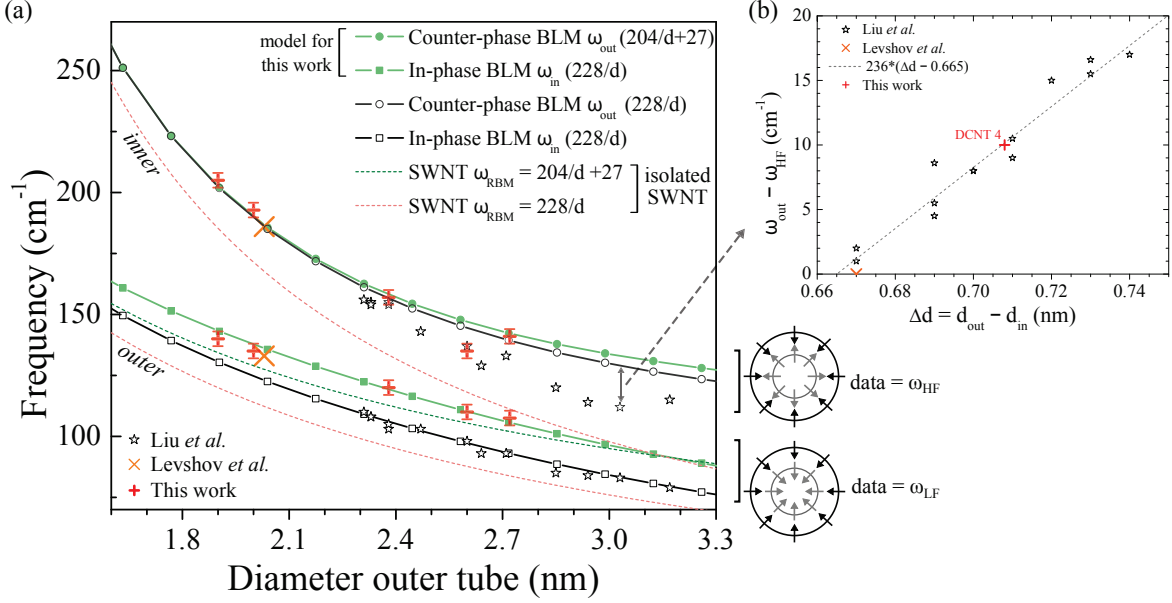 (a)
model for
this work
Counter-phase BLM ω_out (204/d+27)
In-phase BLM ω_in (228/d)
Counter-phase BLM ω_out (228/d)
In-phase BLM ω_in (228/d)
SWNT ω_RBM = 204/d +27
SWNT ω_RBM = 228/d
isolated
SWNT
inner
outer
Liu et al.
Levshov et al.
This work
Frequency (cm⁻¹)
250
200
150
100
1.8
2.1
2.4
2.7
3.0
3.3
Diameter outer tube (nm)
(b)
Liu et al.
Levshov et al.
236*(Δd – 0.665)
This work
DCNT 4
ω_out – ω_HF (cm⁻¹)
20
15
10
5
0
0.66
0.68
0.70
0.72
0.74
Δd = d_out – d_in (nm)
data = ω_HF
data = ω_LF